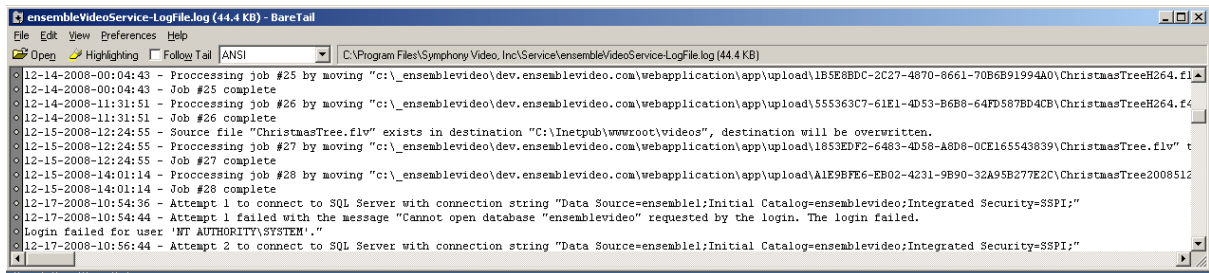 ensembleVideoService-LogFile.log (44.4 KB) - BareTail
File Edit View Preferences Help
Open Highlighting Follow Tail ANSI C:\Program Files\Symphony Video, Inc\Service\ensembleVideoService-LogFile.log (44.4 KB)
12-14-2008-00:04:43 - Proccessing job #25 by moving "c:\_ensemblevideo\dev.ensemblevideo.com\webapplication\app\upload\1B5E8BDC-2C27-4870-8661-70B6B91994A0\ChristmasTreeH264.fl
12-14-2008-00:04:43 - Job #25 complete
12-14-2008-11:31:51 - Proccessing job #26 by moving "c:\_ensemblevideo\dev.ensemblevideo.com\webapplication\app\upload\555363C7-61E1-4D53-B6B8-64FD587BD4CB\ChristmasTreeH264.f4
12-14-2008-11:31:51 - Job #26 complete
12-15-2008-12:24:55 - Source file "ChristmasTree.flv" exists in destination "C:\Inetpub\wwwroot\videos", destination will be overwritten.
12-15-2008-12:24:55 - Proccessing job #27 by moving "c:\_ensemblevideo\dev.ensemblevideo.com\webapplication\app\upload\1853EDF2-6483-4D58-A8D8-0CE165543839\ChristmasTree.flv" t
12-15-2008-12:24:55 - Job #27 complete
12-15-2008-14:01:14 - Proccessing job #28 by moving "c:\_ensemblevideo\dev.ensemblevideo.com\webapplication\app\upload\A1E9BFE6-EB02-4231-9B90-32A95B277E2C\ChristmasTree2008512
12-15-2008-14:01:14 - Job #28 complete
12-17-2008-10:54:36 - Attempt 1 to connect to SQL Server with connection string "Data Source=ensemble1;Initial Catalog=ensemblevideo;Integrated Security=SSPI;"
12-17-2008-10:54:44 - Attempt 1 failed with the message "Cannot open database "ensemblevideo" requested by the login. The login failed.
Login failed for user 'NT AUTHORITY\SYSTEM'."
12-17-2008-10:56:44 - Attempt 2 to connect to SQL Server with connection string "Data Source=ensemble1;Initial Catalog=ensemblevideo;Integrated Security=SSPI;"